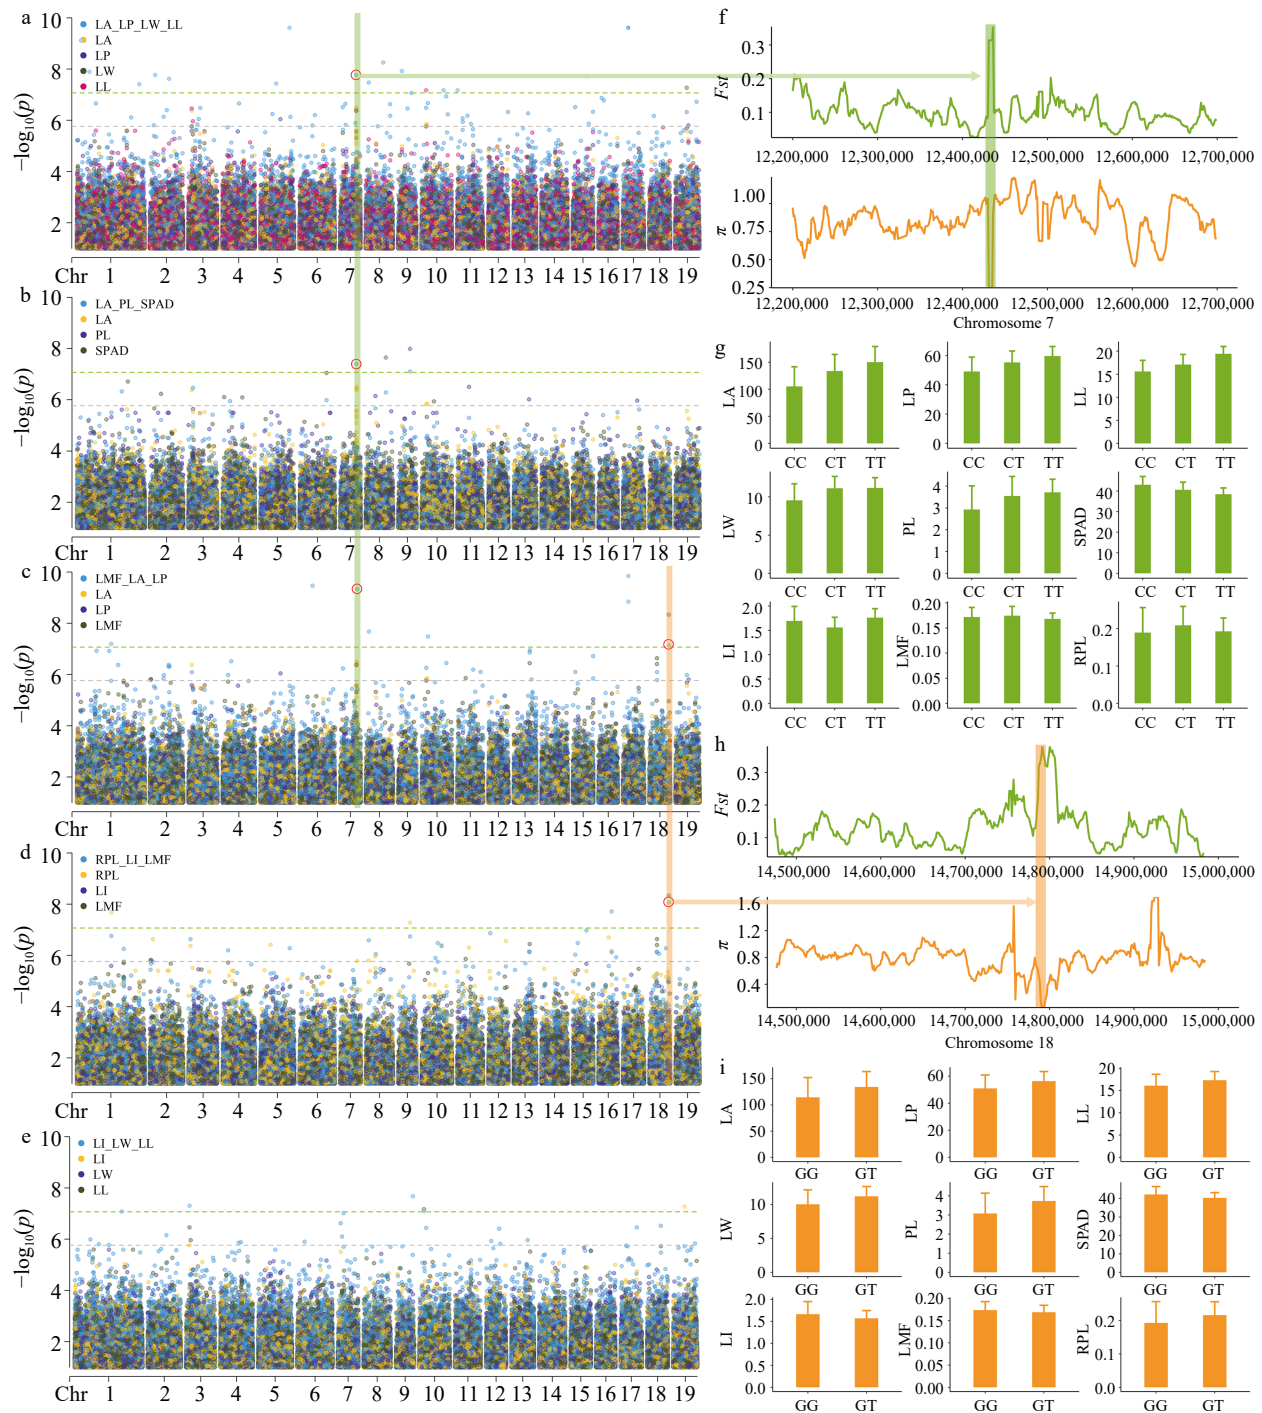 a
10
8
6
4
2
−log10(p)
LA_LP_LW_LL
LA
LP
LW
LL
Chr 1 2 3 4 5 6 7 8 9 10 11 12 13 14 15 16 17 18 19
b
10
8
6
4
2
−log10(p)
LA_PL_SPAD
LA
PL
SPAD
Chr 1 2 3 4 5 6 7 8 9 10 11 12 13 14 15 16 17 18 19
c
10
8
6
4
2
−log10(p)
LMF_LA_LP
LA
LP
LMF
Chr 1 2 3 4 5 6 7 8 9 10 11 12 13 14 15 16 17 18 19
d
10
8
6
4
2
−log10(p)
RPL_LI_LMF
RPL
LI
LMF
Chr 1 2 3 4 5 6 7 8 9 10 11 12 13 14 15 16 17 18 19
e
10
8
6
4
2
−log10(p)
LI_LW_LL
LI
LW
LL
Chr 1 2 3 4 5 6 7 8 9 10 11 12 13 14 15 16 17 18 19
f
Fst
0.3
0.2
0.1
12,200,000 12,300,000 12,400,000 12,500,000 12,600,000 12,700,000
π
1.00
0.75
0.50
0.25
12,200,000 12,300,000 12,400,000 12,500,000 12,600,000 12,700,000
Chromosome 7
g
LA
150
100
50
0
CC CT TT
LP
60
40
20
0
CC CT TT
LL
20
15
10
5
0
CC CT TT
LW
10
5
0
CC CT TT
PL
4
3
2
1
0
CC CT TT
SPAD
40
30
20
10
0
CC CT TT
LI
2.0
1.5
1.0
0.5
0.0
CC CT TT
LMF
0.20
0.15
0.10
0.05
0.00
CC CT TT
RPL
0.2
0.1
0.0
CC CT TT
h
Fst
0.3
0.2
0.1
14,500,000 14,600,000 14,700,000 14,800,000 14,900,000 15,000,000
π
1.6
1.2
0.8
0.4
14,500,000 14,600,000 14,700,000 14,800,000 14,900,000 15,000,000
Chromosome 18
i
LA
150
100
50
0
GG GT
LP
60
40
20
0
GG GT
LL
20
15
10
5
0
GG GT
LW
10
5
0
GG GT
PL
4
3
2
1
0
GG GT
SPAD
40
30
20
10
0
GG GT
LI
2.0
1.5
1.0
0.5
0.0
GG GT
LMF
0.20
0.15
0.10
0.05
0.00
GG GT
RPL
0.2
0.1
0.0
GG GT